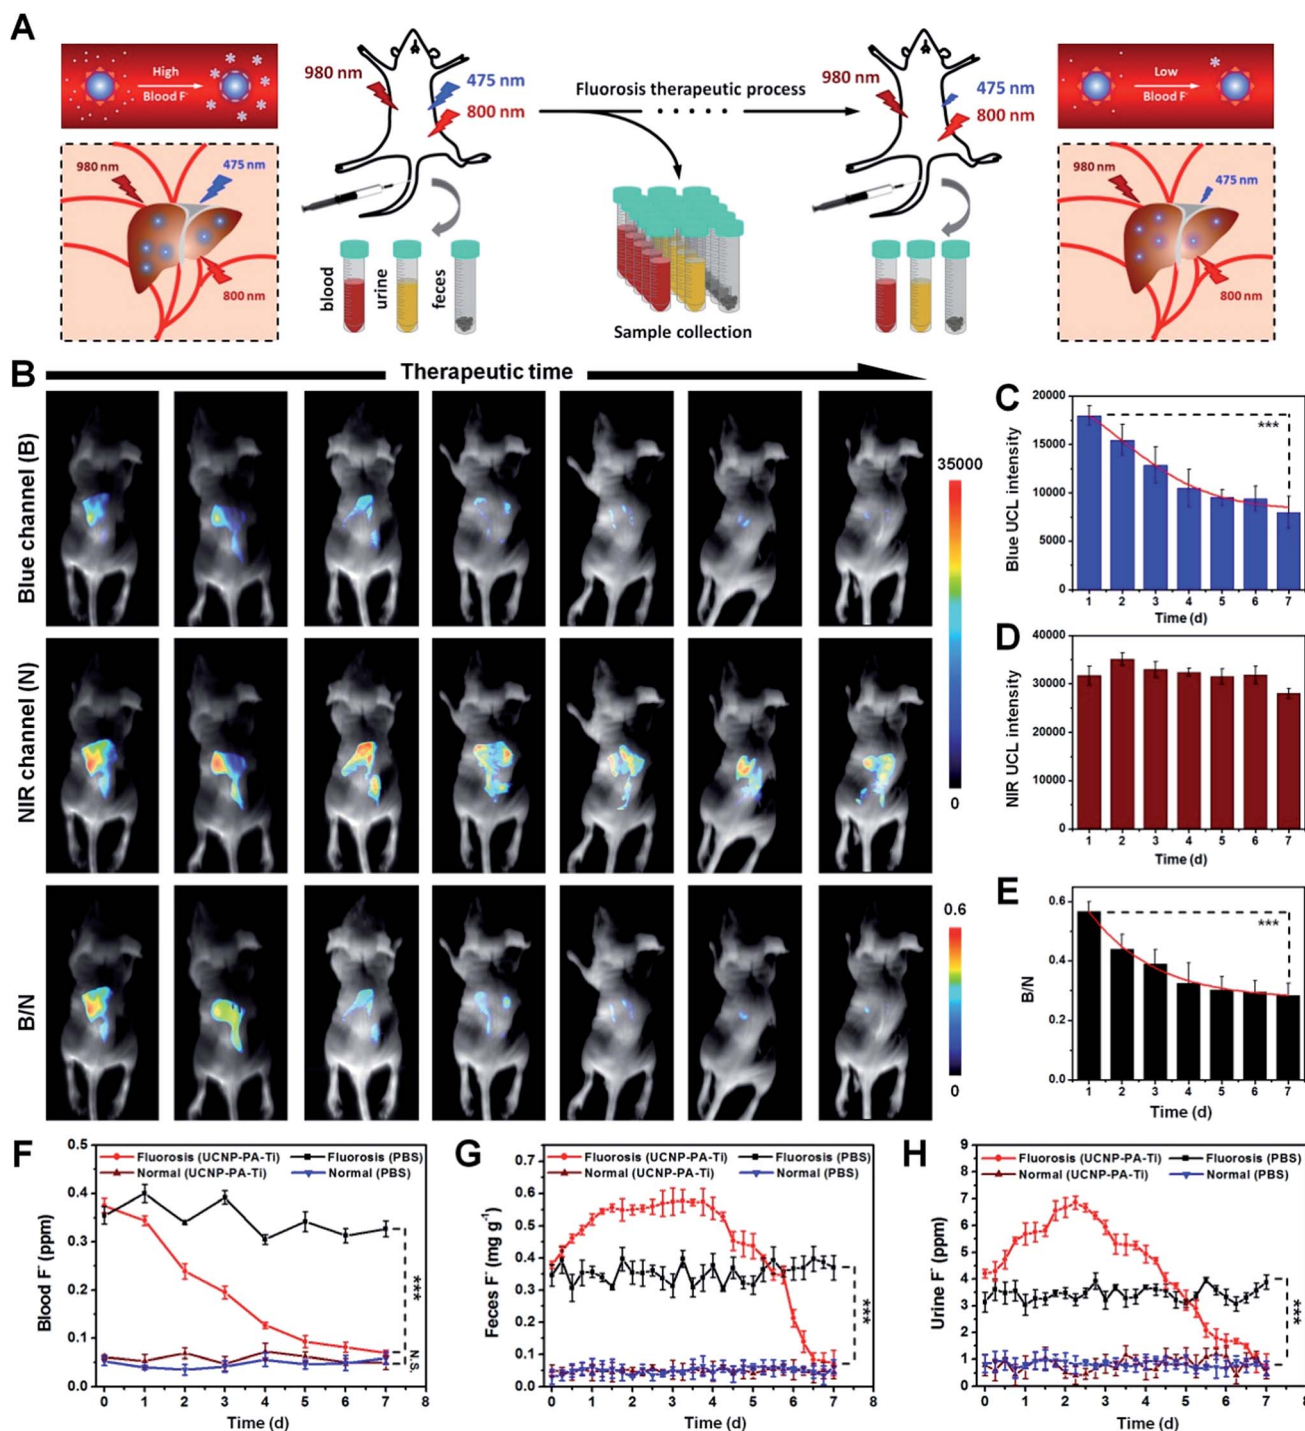 A
High
Blood F-
980 nm
475 nm
800 nm
Fluorosis therapeutic process
980 nm
475 nm
800 nm
Low
Blood F-
980 nm
475 nm
800 nm
blood
urine
feces
Sample collection
980 nm
475 nm
800 nm
B
Therapeutic time
Blue channel (B)
NIR channel (N)
B/N
35000
0
0.6
0
C
20000
15000
10000
5000
0
Blue UCL intensity
***
1 2 3 4 5 6 7
Time (d)
D
40000
30000
20000
10000
0
NIR UCL intensity
1 2 3 4 5 6 7
Time (d)
E
0.6
0.4
0.2
0.0
B/N
***
1 2 3 4 5 6 7
Time (d)
F
Fluorosis (UCNP-PA-Ti) Fluorosis (PBS)
Normal (UCNP-PA-Ti) Normal (PBS)
0.5
0.4
0.3
0.2
0.1
0.0
Blood F- (ppm)
***
N.S.
0 1 2 3 4 5 6 7 8
Time (d)
G
Fluorosis (UCNP-PA-Ti) Fluorosis (PBS)
Normal (UCNP-PA-Ti) Normal (PBS)
0.7
0.6
0.5
0.4
0.3
0.2
0.1
0.0
Feces F- (mg g-1)
***
0 1 2 3 4 5 6 7 8
Time (d)
H
Fluorosis (UCNP-PA-Ti) Fluorosis (PBS)
Normal (UCNP-PA-Ti) Normal (PBS)
9
8
7
6
5
4
3
2
1
0
Urine F- (ppm)
***
0 1 2 3 4 5 6 7 8
Time (d)